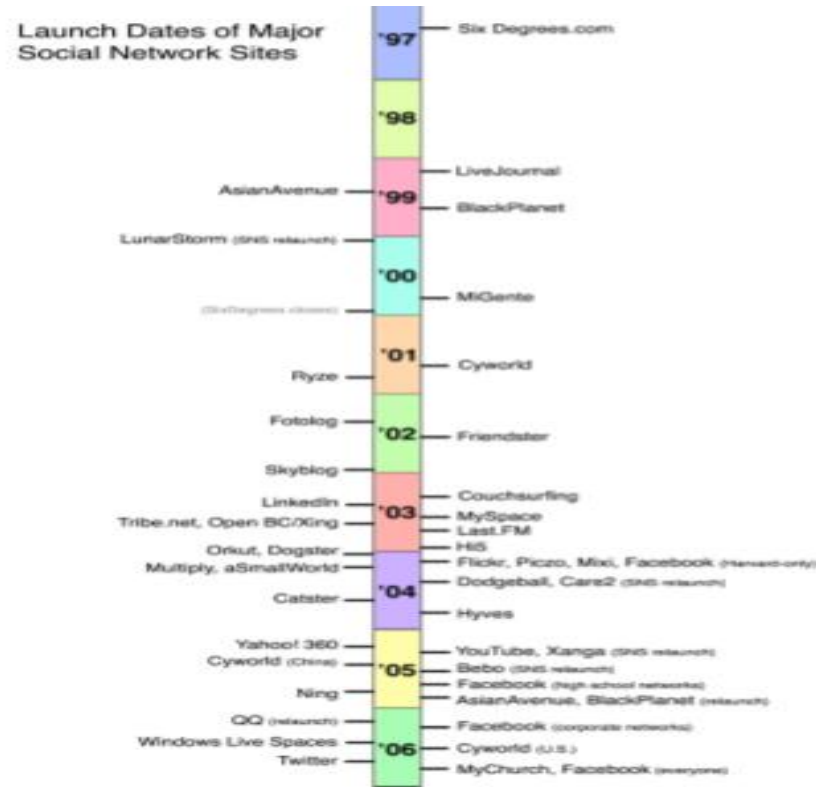 Launch Dates of Major
Social Network Sites
'97
Six Degrees.com
'98
'99
LiveJournal
AsianAvenue
BlackPlanet
LunarStorm (SNS relaunch)
'00
MiGente
(SixDegrees closes)
'01
Cyworld
Ryze
Fotolog
'02
Friendster
Skyblog
Couchsurfing
LinkedIn
'03
MySpace
Tribe.net, Open BC/Xing
Last.FM
Hi5
Orkut, Dogster
Flickr, Piczo, Mixi, Facebook (Harvard-only)
Multiply, aSmallWorld
Dodgeball, Care2 (SNS relaunch)
'04
Catster
Hyves
Yahoo! 360
YouTube, Xanga (SNS relaunch)
Cyworld (China)
Bebo (SNS relaunch)
'05
Facebook (high school networks)
Ning
AsianAvenue, BlackPlanet (relaunch)
QQ (relaunch)
Facebook (corporate networks)
Windows Live Spaces
'06
Cyworld (U.S.)
Twitter
MyChurch, Facebook (everyone)